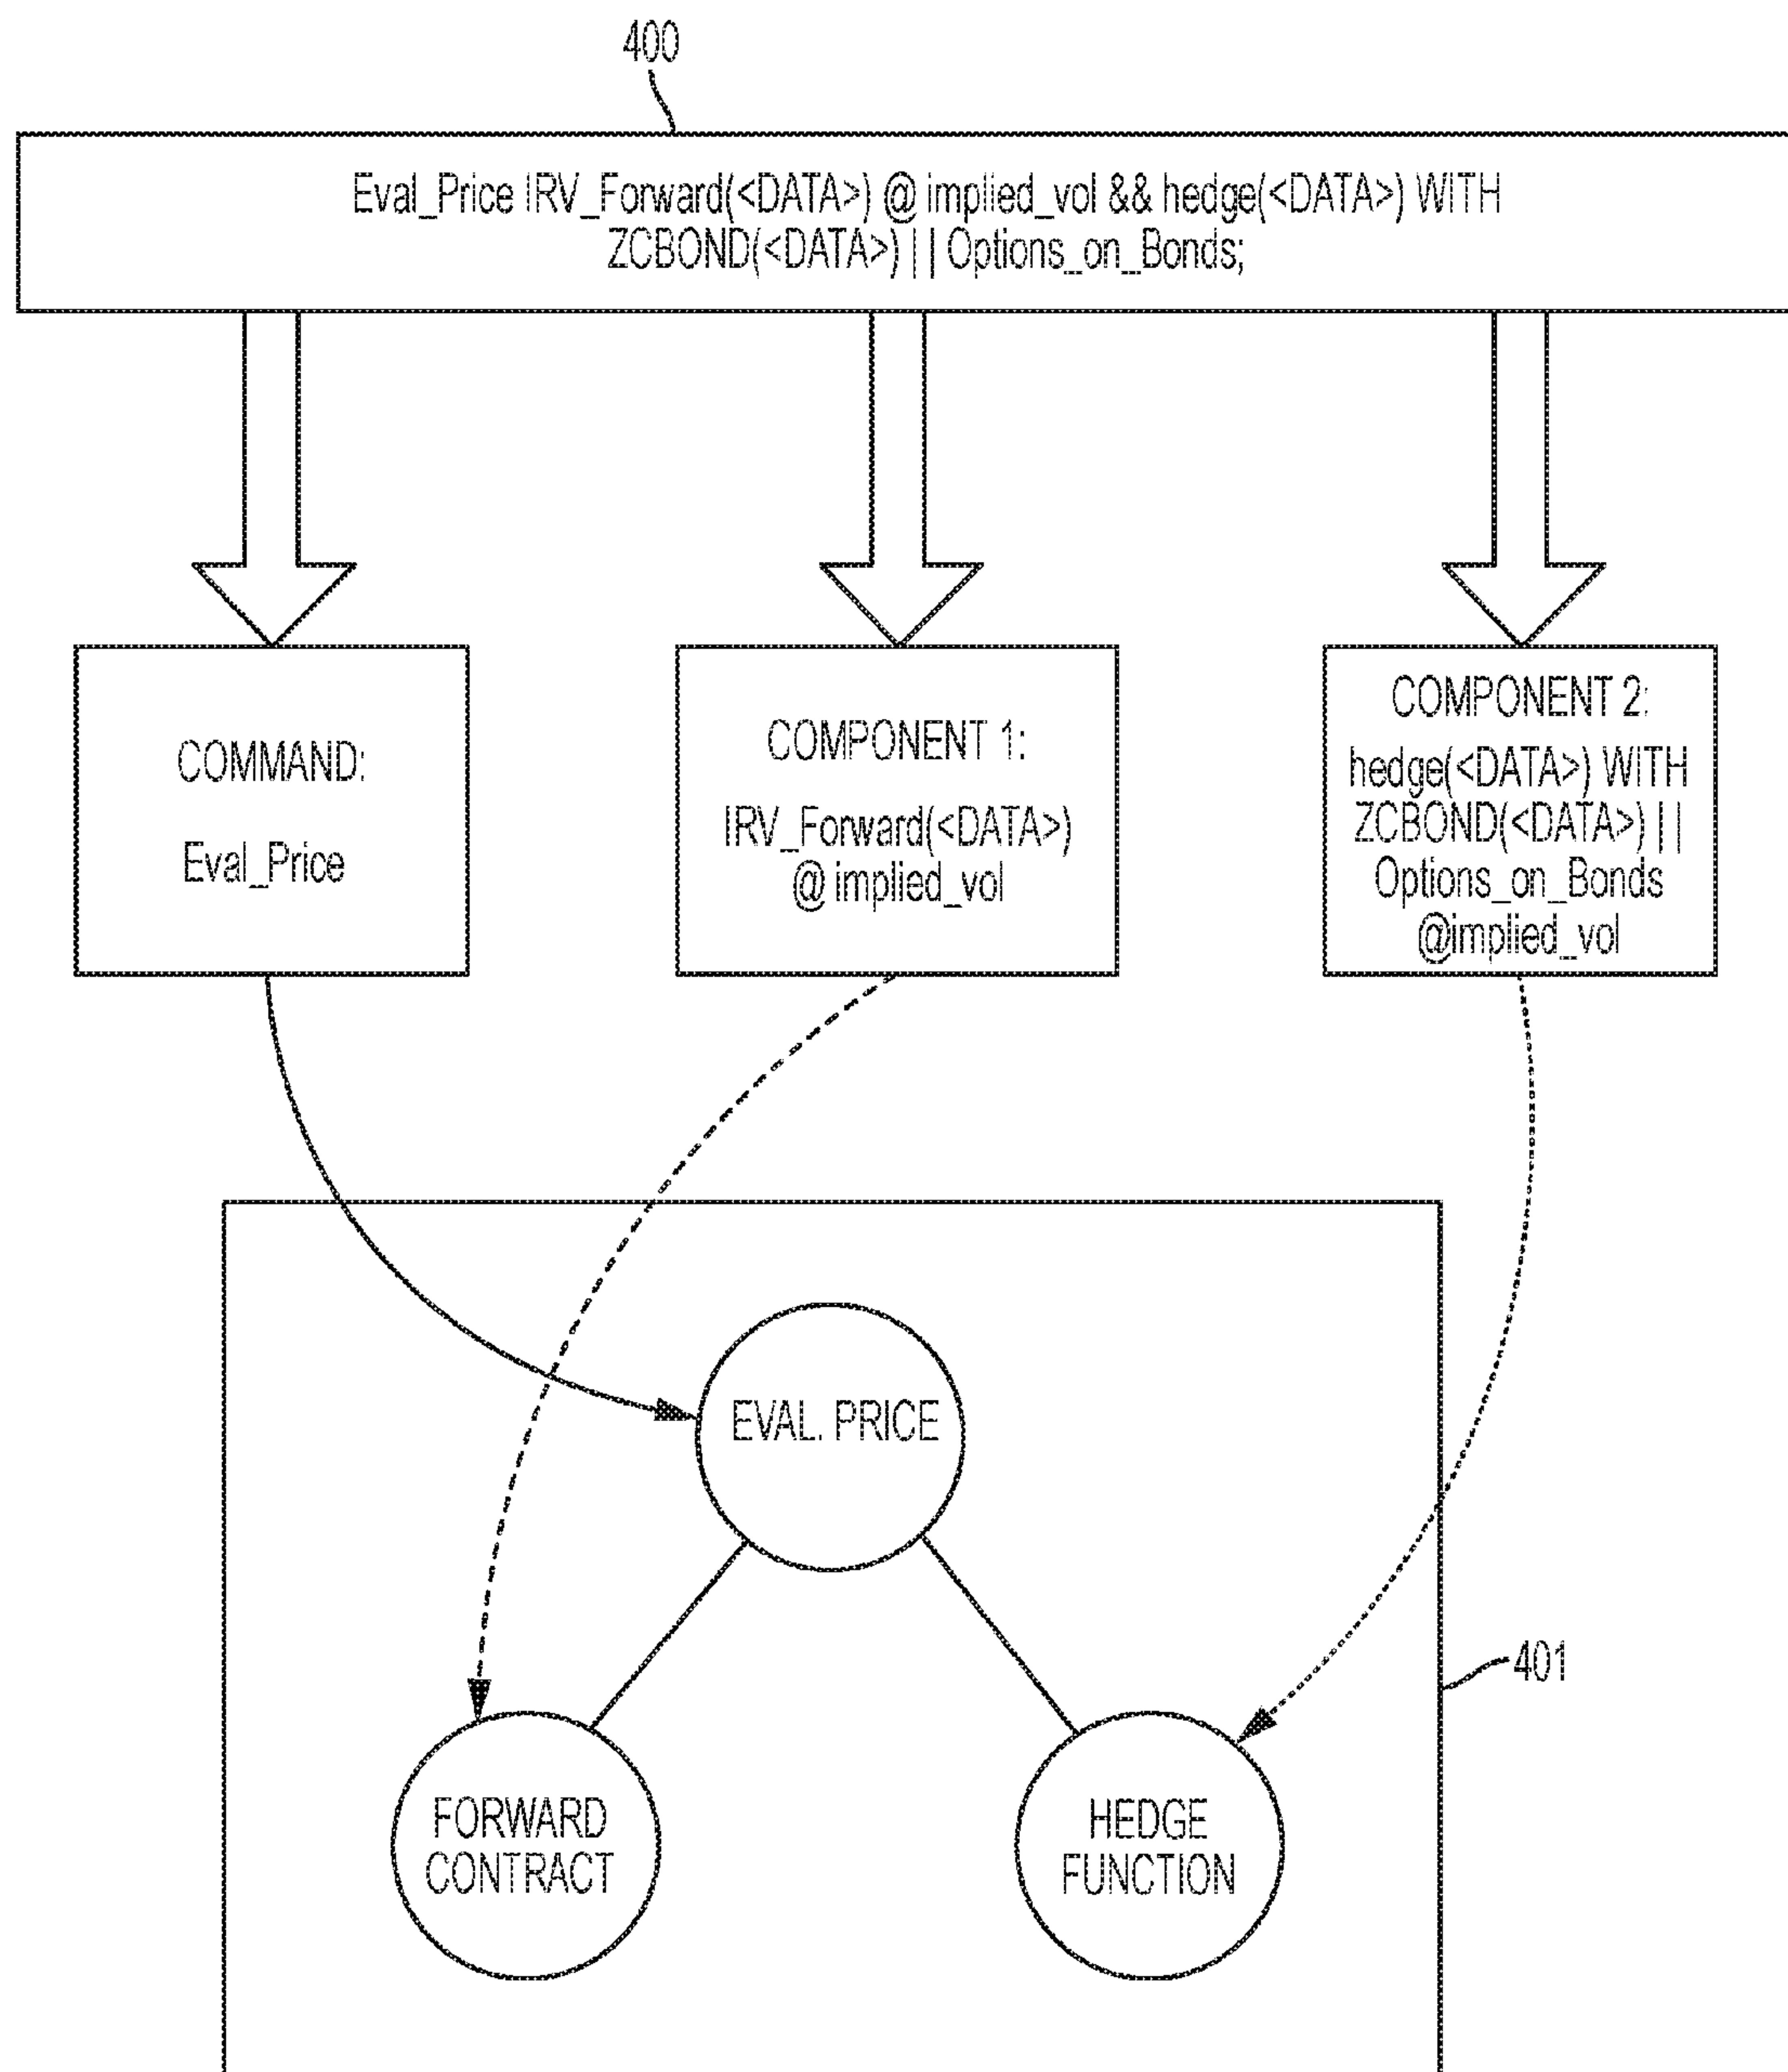 400
Eval_Price IRV_Forward(<DATA>) @ implied_vol && hedge(<DATA>) WITH
ZCBOND(<DATA>) || Options_on_Bonds;
COMMAND:
Eval_Price
COMPONENT 1:
IRV_Forward(<DATA>)
@ implied_vol
COMPONENT 2:
hedge(<DATA>) WITH
ZCBOND(<DATA>) ||
Options_on_Bonds
@implied_vol
EVAL. PRICE
401
FORWARD
CONTRACT
HEDGE
FUNCTION